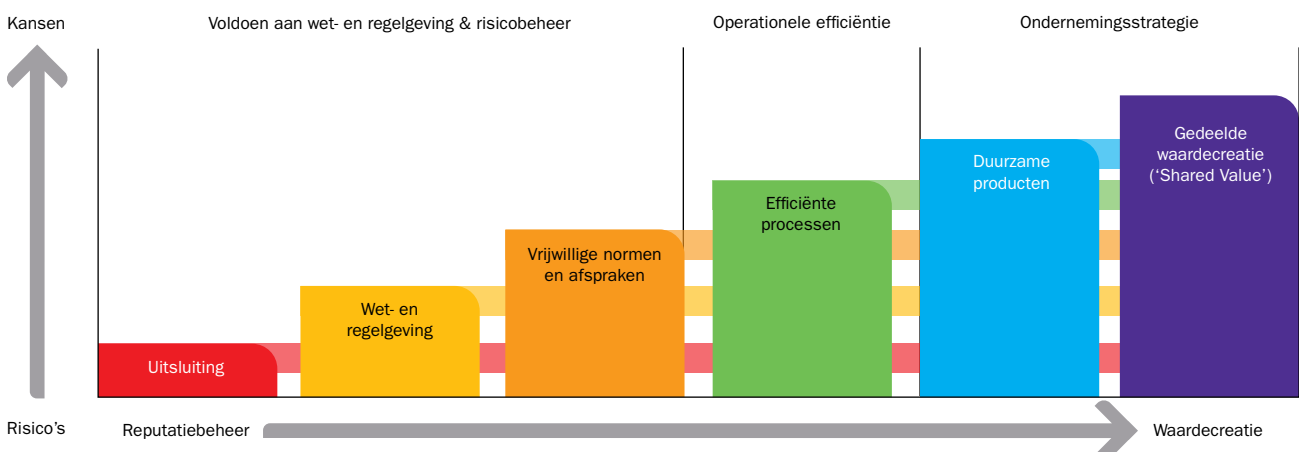 Kansen
Voldoen aan wet- en regelgeving & risicobeheer
Operationele efficiëntie
Ondernemingsstrategie
Uitsluiting
Wet- en
regelgeving
Vrijwillige normen
en afspraken
Efficiënte
processen
Duurzame
producten
Gedeelde
waardecreatie
(‘Shared Value’)
Risico’s
Reputatiebeheer
Waardecreatie